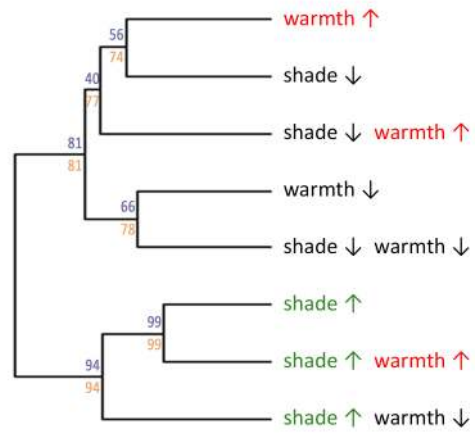 warmth ↑
56
74
shade ↓
40
77
shade ↓ warmth ↑
81
81
warmth ↓
66
78
shade ↓ warmth ↓
shade ↑
99
99
shade ↑ warmth ↑
94
94
shade ↑ warmth ↓